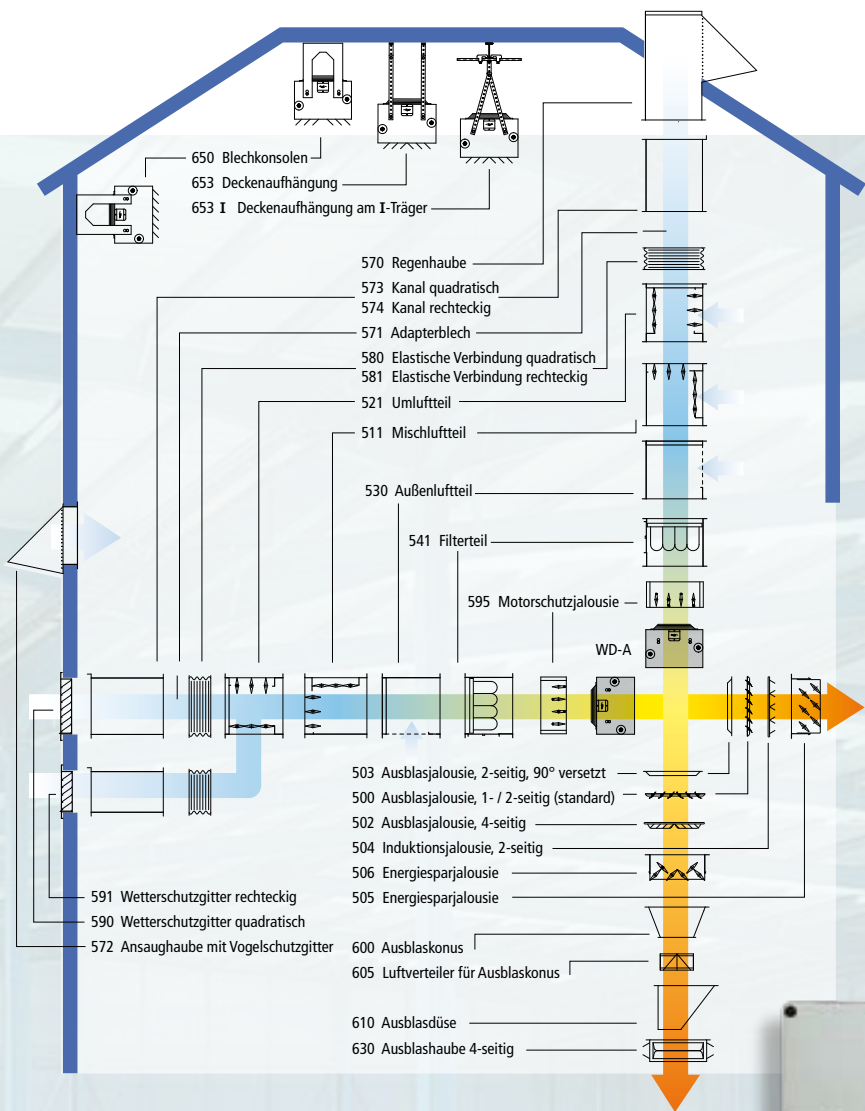 650 Blechkonsolen
653 Deckenaufhängung
653 I Deckenaufhängung am I-Träger
570 Regenhaube
573 Kanal quadratisch
574 Kanal rechteckig
571 Adapterblech
580 Elastische Verbindung quadratisch
581 Elastische Verbindung rechteckig
521 Umluftteil
511 Mischluftteil
530 Außenluftteil
541 Filterteil
595 Motorschutzjalousie
WD-A
503 Ausblasjalousie, 2-seitig, 90° versetzt
500 Ausblasjalousie, 1- / 2-seitig (standard)
502 Ausblasjalousie, 4-seitig
504 Induktionsjalousie, 2-seitig
506 Energiesparjalousie
505 Energiesparjalousie
591 Wetterschutzgitter rechteckig
590 Wetterschutzgitter quadratisch
572 Ansaughaube mit Vogelschutzgitter
600 Ausblaskonus
605 Luftverteiler für Ausblaskonus
610 Ausblasdüse
630 Ausblashaube 4-seitig